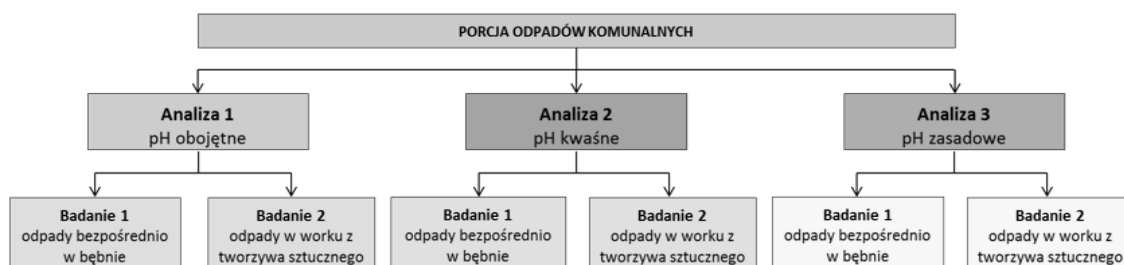 PORCJA ODPADÓW KOMUNALNYCH
Analiza 1
pH obojętne
Analiza 2
pH kwaśne
Analiza 3
pH zasadowe
Badanie 1
odpady bezpośrednio
w bębnie
Badanie 2
odpady w worku z
tworzywa sztucznego
Badanie 1
odpady bezpośrednio
w bębnie
Badanie 2
odpady w worku z
tworzywa sztucznego
Badanie 1
odpady bezpośrednio
w bębnie
Badanie 2
odpady w worku z
tworzywa sztucznego